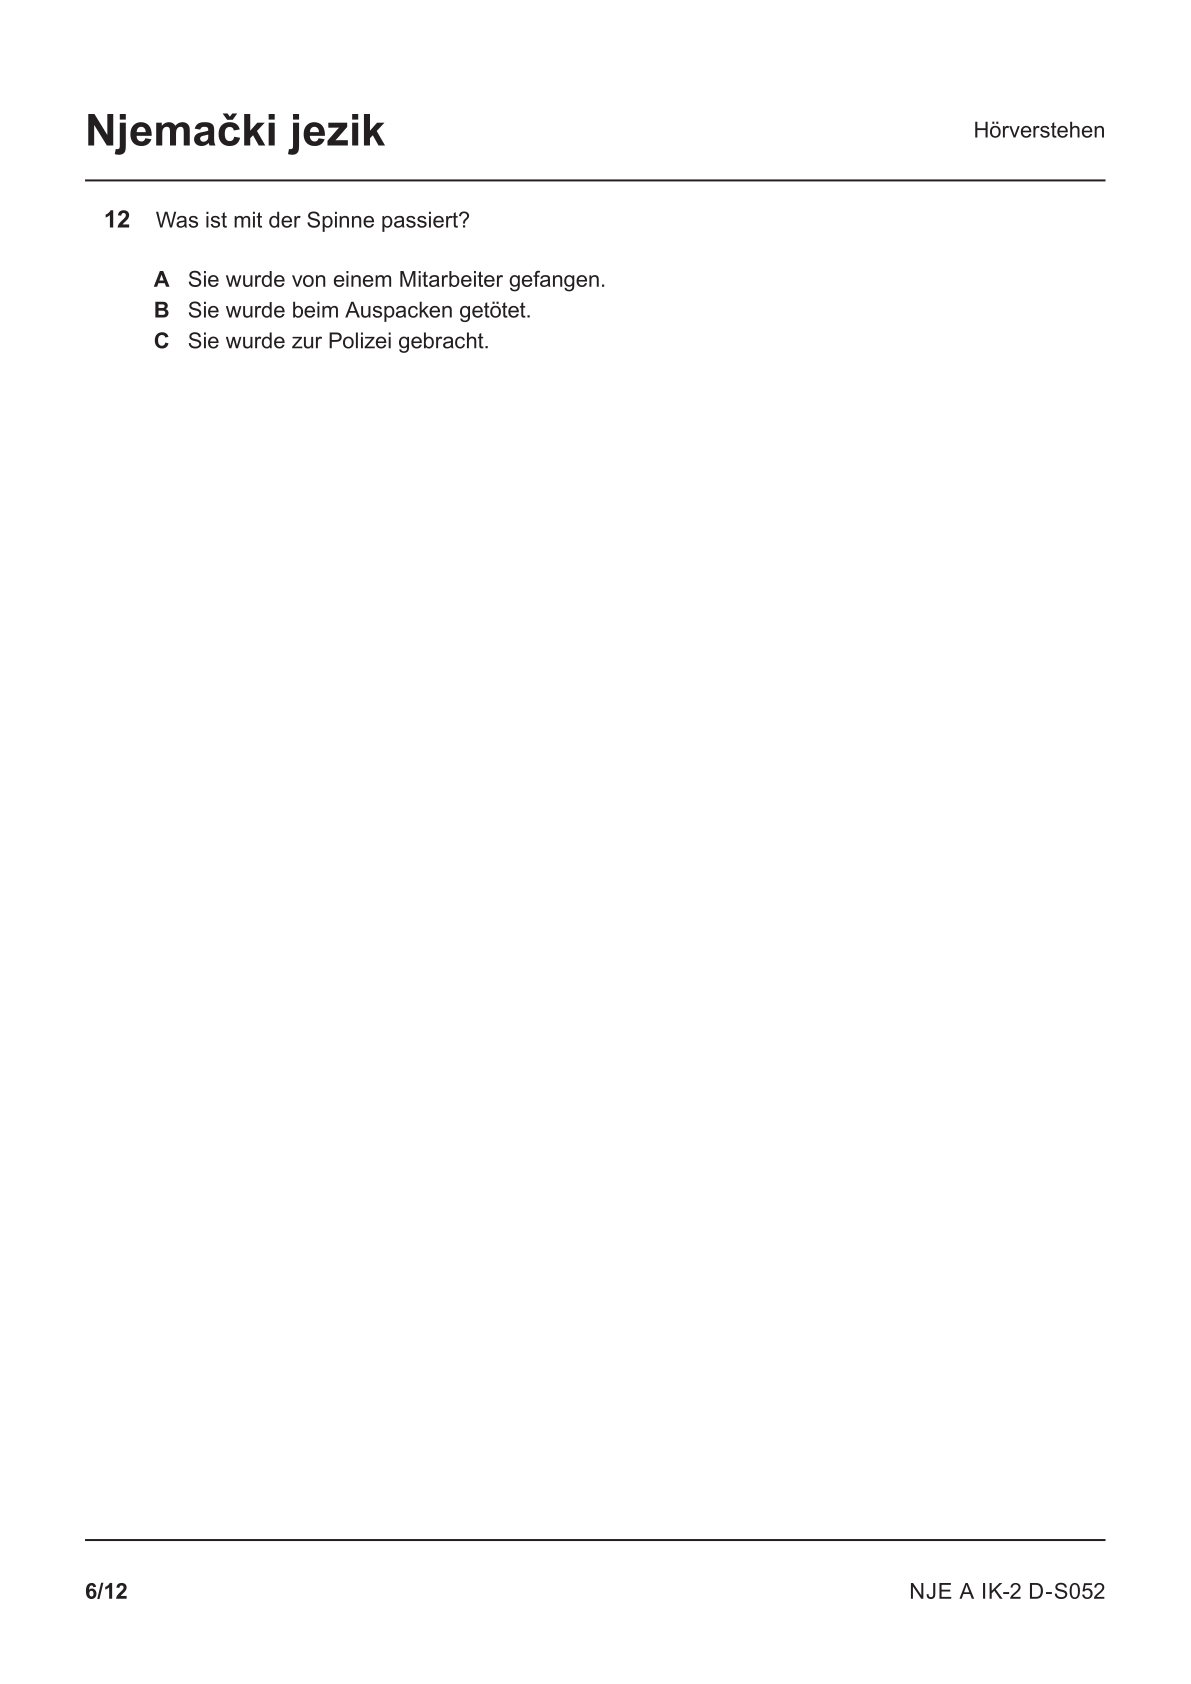 Njemački jezik
Hörverstehen
12 Was ist mit der Spinne passiert?
A Sie wurde von einem Mitarbeiter gefangen.
B Sie wurde beim Auspacken getötet.
C Sie wurde zur Polizei gebracht.
6/12
NJE A IK-2 D-S052